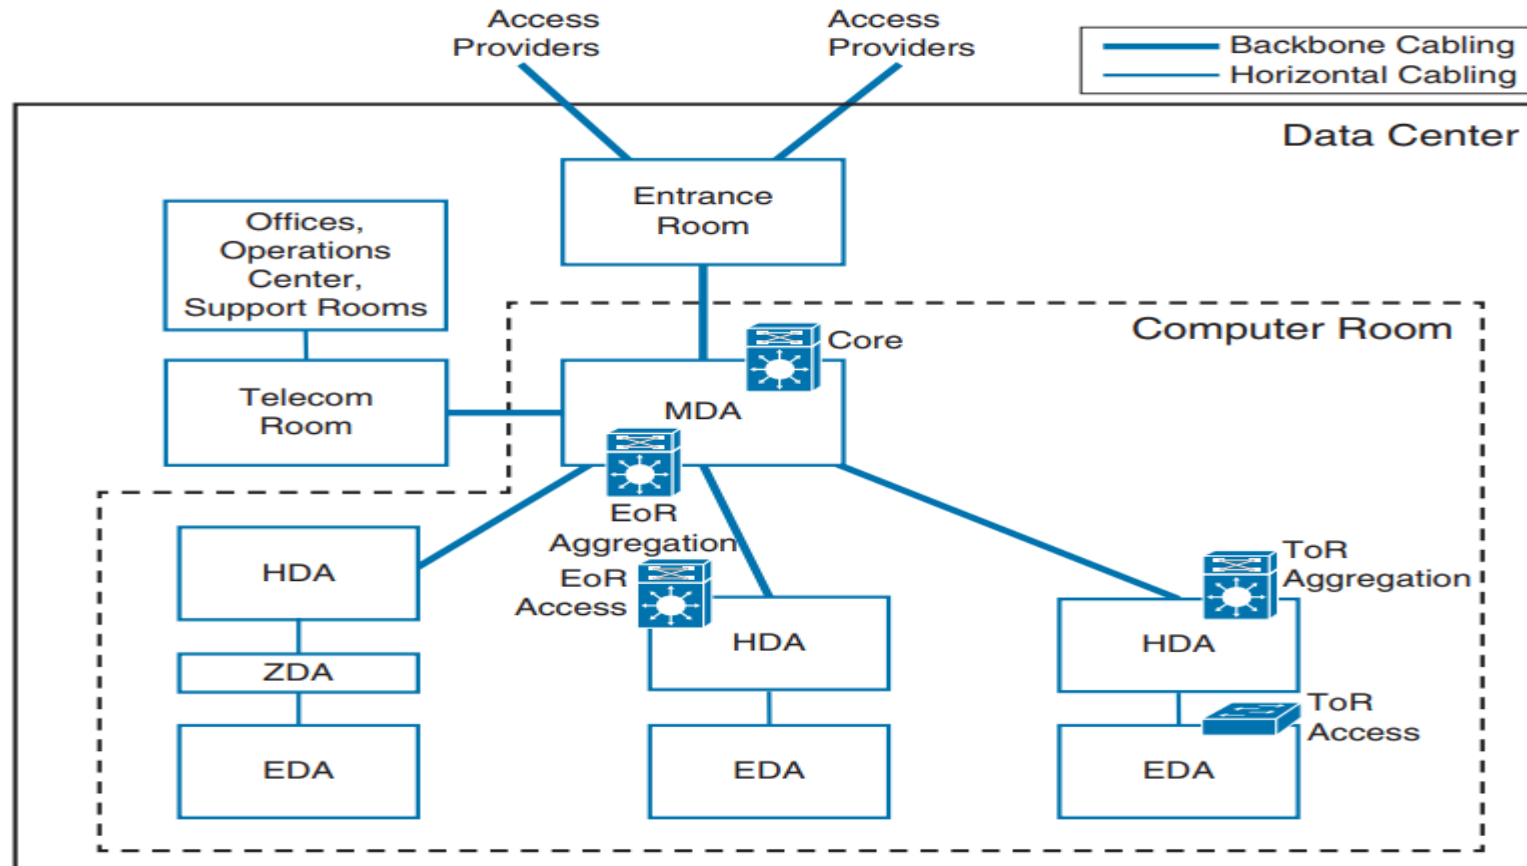 Access
Providers
Access
Providers
Backbone Cabling
Horizontal Cabling
Data Center
Entrance
Room
Offices,
Operations
Center,
Support Rooms
Computer Room
Core
Telecom
Room
MDA
EoR
Aggregation
HDA
EoR
Access
HDA
ToR
Aggregation
HDA
ZDA
ToR
Access
EDA
EDA
EDA